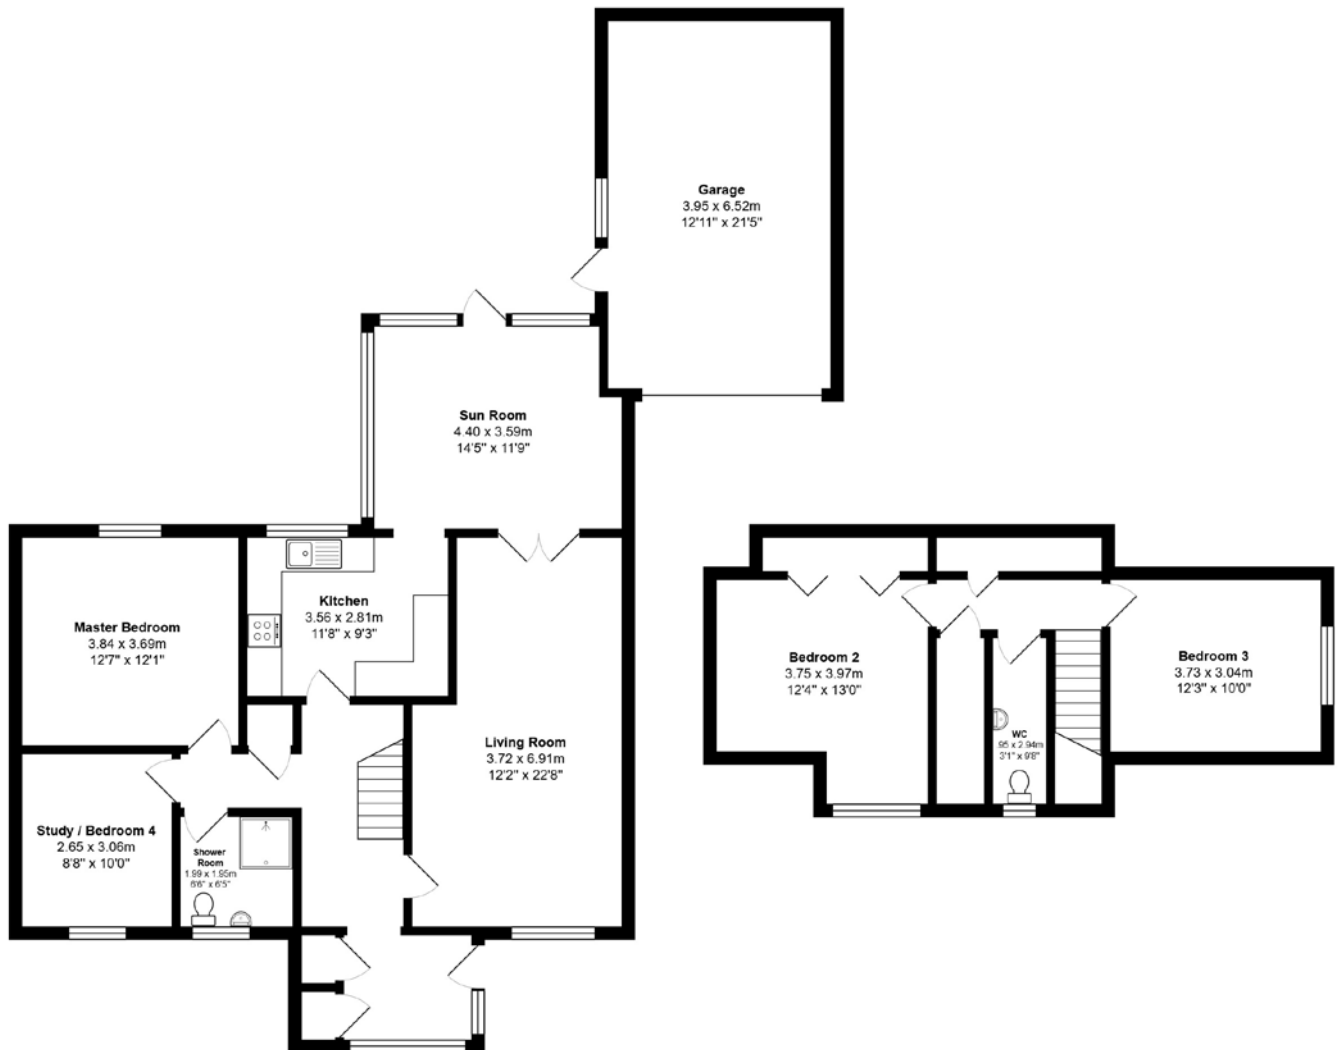 Garage
3.95 x 6.52m
12'11" x 21'5"
Sun Room
4.40 x 3.59m
14'5" x 11'9"
Kitchen
3.56 x 2.81m
11'8" x 9'3"
Master Bedroom
3.84 x 3.69m
12'7" x 12'1"
Living Room
3.72 x 6.91m
12'2" x 22'8"
Study / Bedroom 4
2.65 x 3.06m
8'8" x 10'0"
Shower
Room
1.99 x 1.95m
6'6" x 6'5"
Bedroom 2
3.75 x 3.97m
12'4" x 13'0"
WC
.95 x 2.94m
3'1" x 9'8"
Bedroom 3
3.73 x 3.04m
12'3" x 10'0"